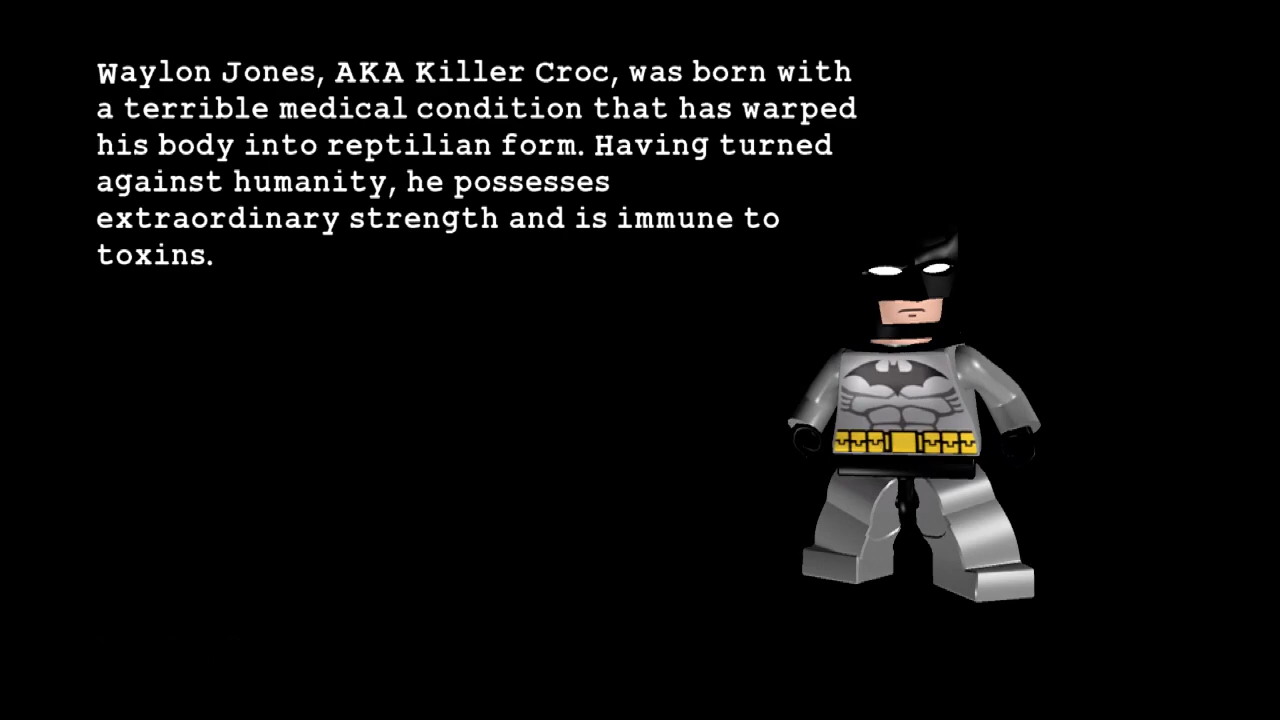 Waylon Jones, AKA Killer Croc, was born with
a terrible medical condition that has warped
his body into reptilian form. Having turned
against humanity, he possesses
extraordinary strength and is immune to
toxins.